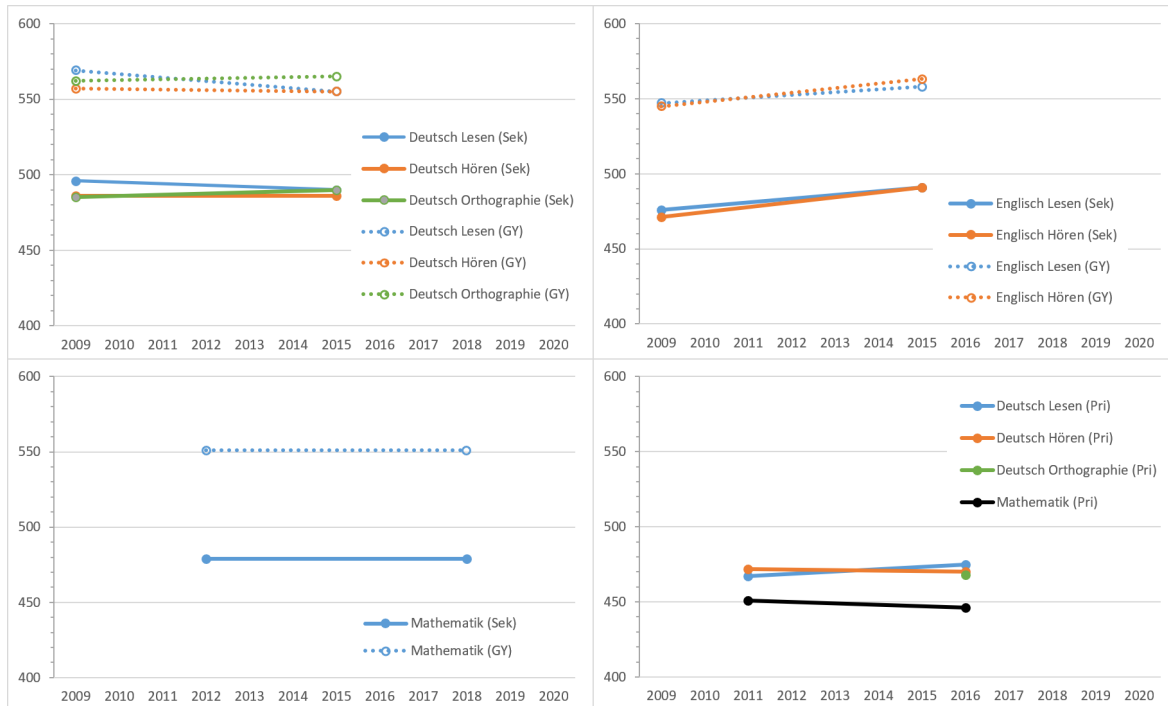 600
550
500
450
400
Deutsch Lesen (Sek)
Deutsch Hören (Sek)
Deutsch Orthographie (Sek)
Deutsch Lesen (GY)
Deutsch Hören (GY)
Deutsch Orthographie (GY)
2009 2010 2011 2012 2013 2014 2015 2016 2017 2018 2019 2020
600
550
500
450
400
Englisch Lesen (Sek)
Englisch Hören (Sek)
Englisch Lesen (GY)
Englisch Hören (GY)
2009 2010 2011 2012 2013 2014 2015 2016 2017 2018 2019 2020
600
550
500
450
400
Mathematik (Sek)
Mathematik (GY)
2009 2010 2011 2012 2013 2014 2015 2016 2017 2018 2019 2020
600
550
500
450
400
Deutsch Lesen (Pri)
Deutsch Hören (Pri)
Deutsch Orthographie (Pri)
Mathematik (Pri)
2009 2010 2011 2012 2013 2014 2015 2016 2017 2018 2019 2020